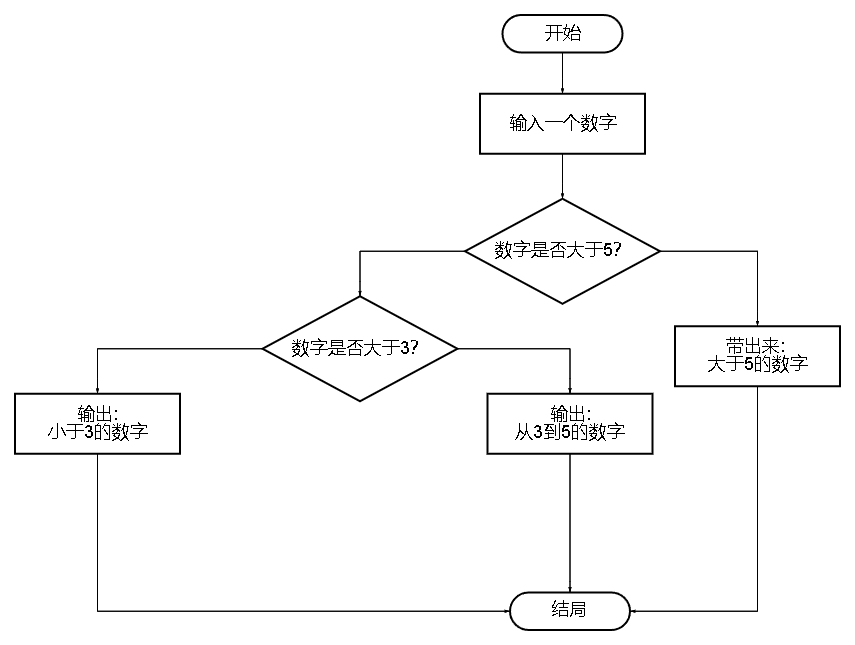 开始
输入一个数字
数字是否大于5?
数字是否大于3?
带出来:
大于5的数字
输出:
小于3的数字
输出:
从3到5的数字
结局